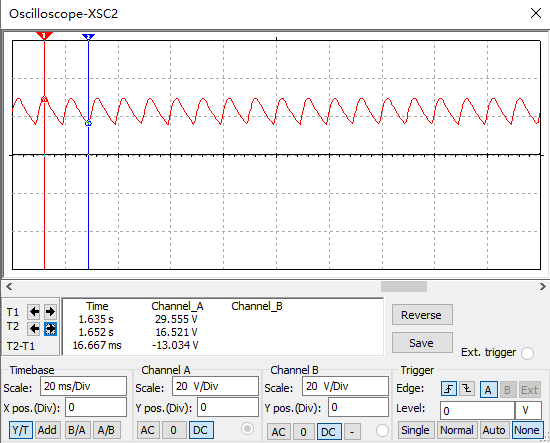 Oscilloscope-XSC2
1 2
T1
T2
T2-T1
Time Channel_A Channel_B
1.635 s 29.555 V
1.652 s 16.521 V
16.667 ms -13.034 V
Reverse
Save
Ext. trigger
Timebase
Scale: 20 ms/Div
X pos.(Div): 0
Y/T Add B/A A/B
Channel A
Scale: 20 V/Div
Y pos.(Div): 0
AC 0 DC
Channel B
Scale: 20 V/Div
Y pos.(Div): 0
AC 0 DC -
Trigger
Edge: A B Ext
Level: 0 V
Single Normal Auto None